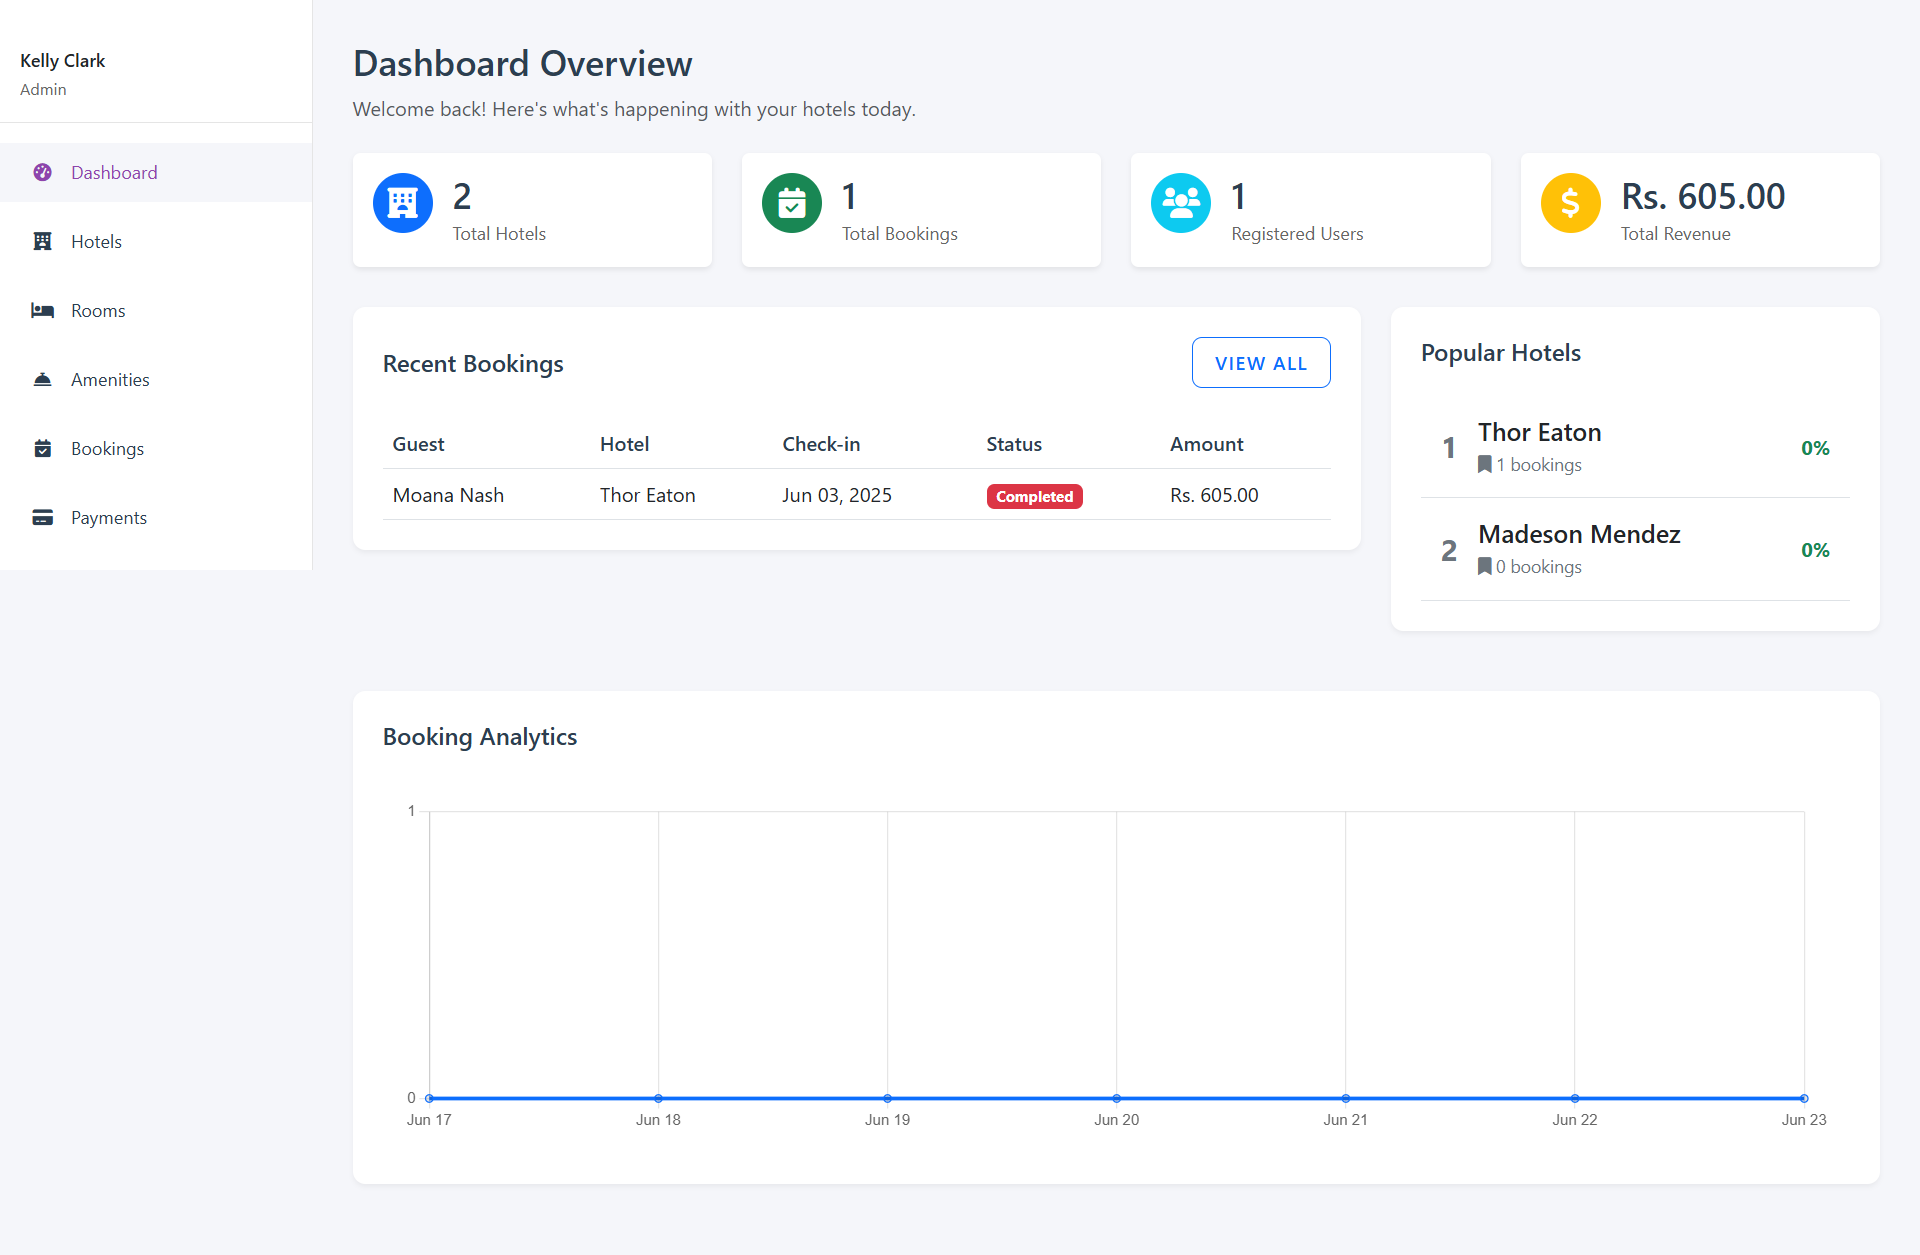 Kelly Clark
Admin
Dashboard
Hotels
Rooms
Amenities
Bookings
Payments
Dashboard Overview
Welcome back! Here's what's happening with your hotels today.
2
Total Hotels
1
Total Bookings
1
Registered Users
Rs. 605.00
Total Revenue
Recent Bookings
VIEW ALL
Guest Hotel Check-in Status Amount
Moana Nash Thor Eaton Jun 03, 2025 Completed Rs. 605.00
Popular Hotels
1 Thor Eaton 0%
1 bookings
2 Madeson Mendez 0%
0 bookings
Booking Analytics
1
0
Jun 17 Jun 18 Jun 19 Jun 20 Jun 21 Jun 22 Jun 23